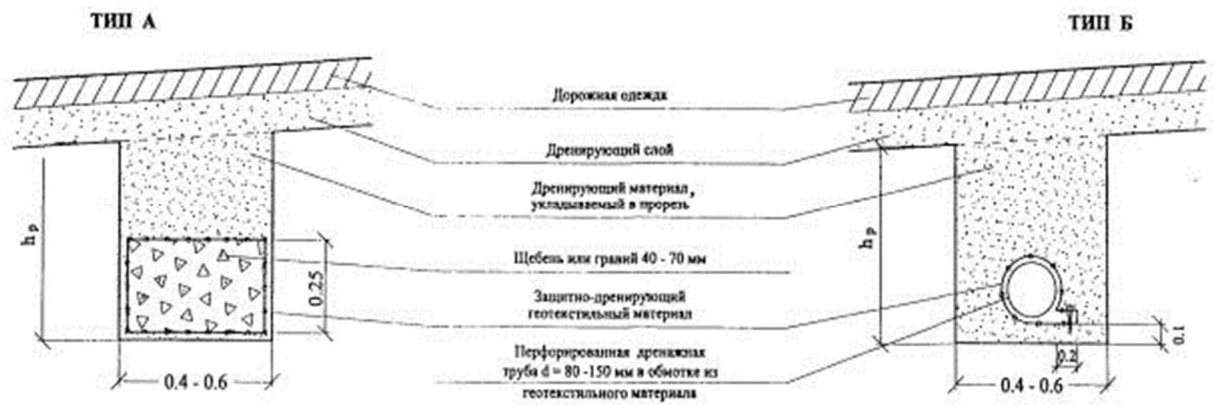 ТИП А
ТИП Б
Дорожная одежда
Дренирующий слой
Дренирующий материал,
укладываемый в прорезь
Щебень или гравий 40 - 70 мм
Защитно-дренирующий
геотекстильный материал
Перфорированная дренажная
труба d = 80 -150 мм в обмотке из
геотекстильного материала
hр
0.25
0.4 - 0.6
hр
0.1
0.2
0.4 - 0.6